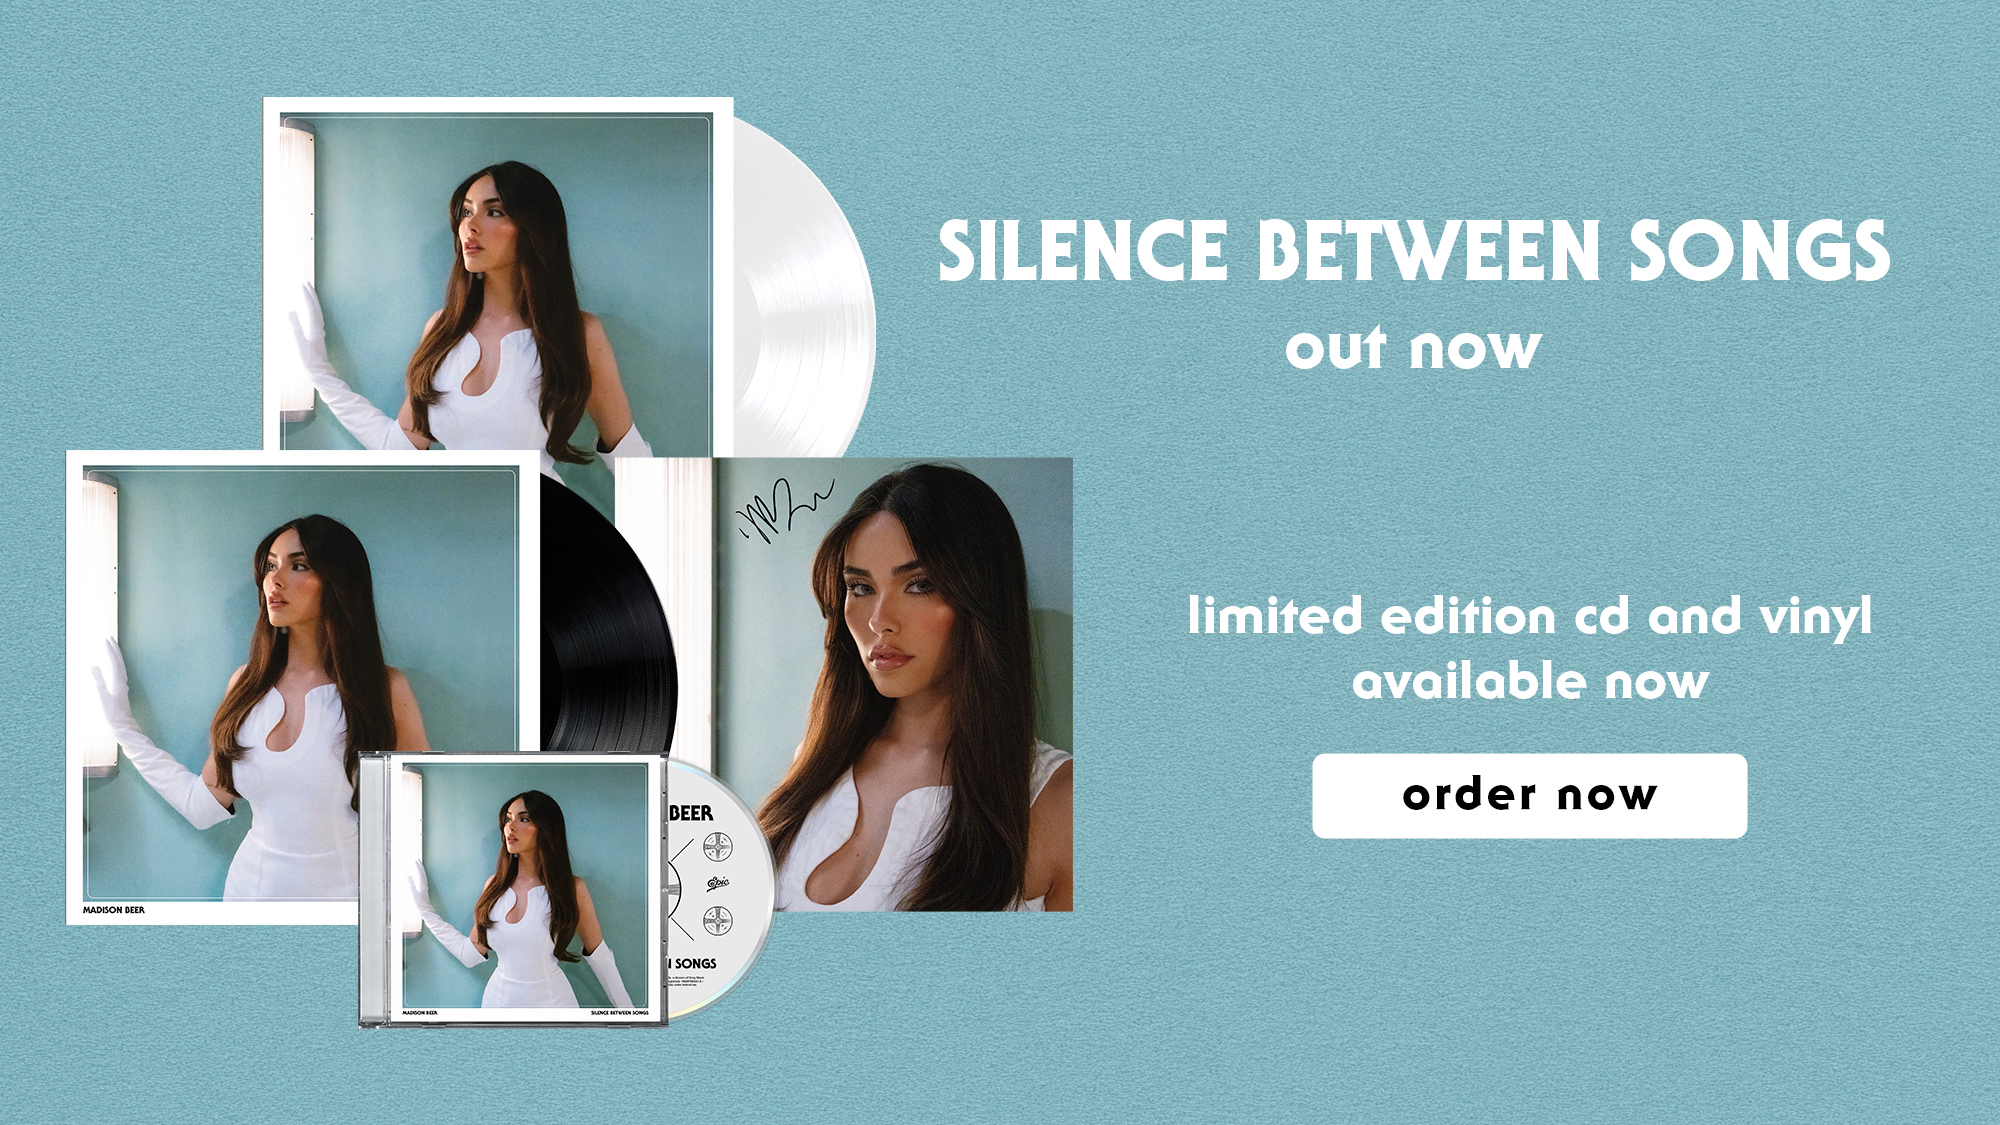 SILENCE BETWEEN SONGS
out now
limited edition cd and vinyl
available now
order now
MADISON BEER
BEER
Epic
SONGS
MADISON BEER
SILENCE BETWEEN SONGS